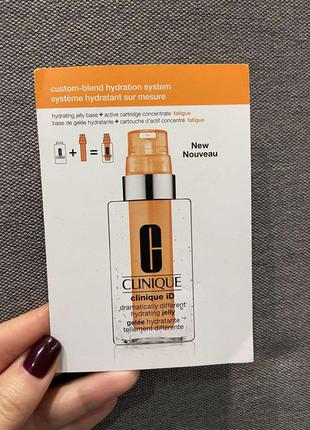 custom-blend hydration system
système hydratant sur mesure
hydrating jelly base + active cartridge concentrate fatigue
base de gelée hydratante + cartouche d'actif concentré fatigue
+ =
New
Nouveau
C
CLINIQUE
clinique iD
dramatically different
hydrating jelly
gelée hydratante
tellement différente